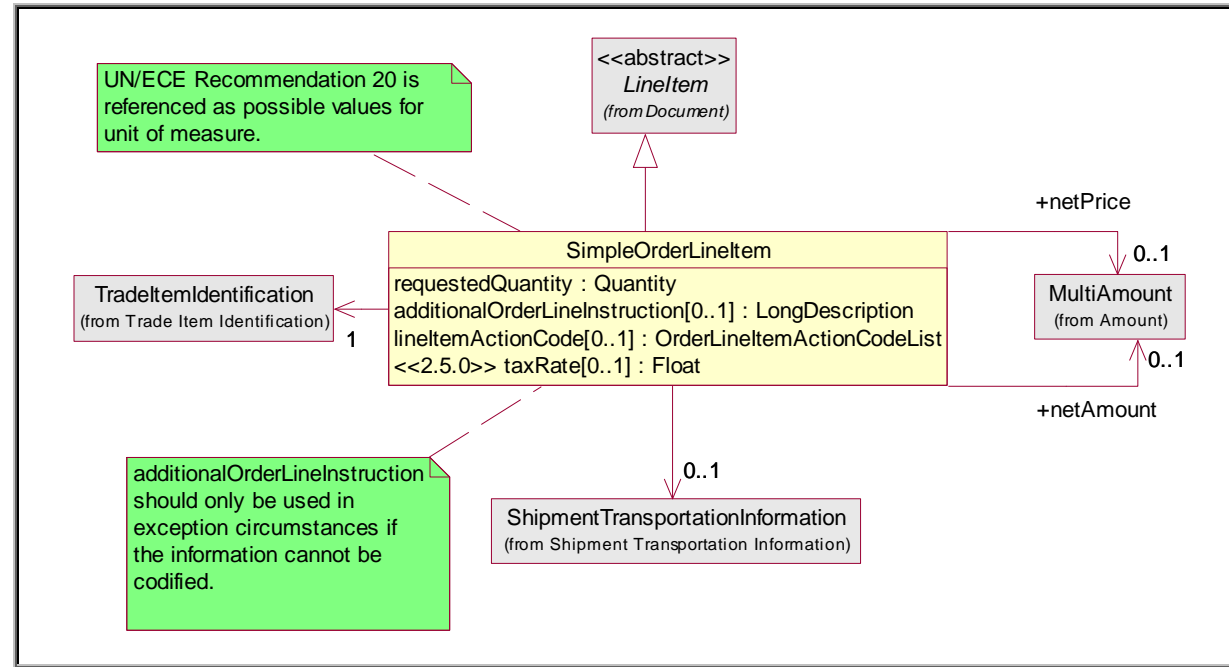 <<abstract>>
LineItem
(from Document)
UN/ECE Recommendation 20 is
referenced as possible values for
unit of measure.
+netPrice
0..1
SimpleOrderLineItem
requestedQuantity : Quantity
additionalOrderLineInstruction[0..1] : LongDescription
lineItemActionCode[0..1] : OrderLineItemActionCodeList
<<2.5.0>> taxRate[0..1] : Float
TradeItemIdentification
(from Trade Item Identification)
1
MultiAmount
(from Amount)
0..1
+netAmount
additionalOrderLineInstruction
should only be used in
exception circumstances if
the information cannot be
codified.
0..1
ShipmentTransportationInformation
(from Shipment Transportation Information)